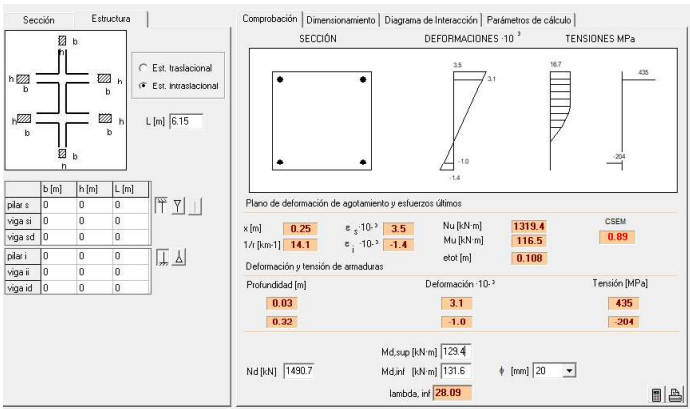 Sección Estructura
b
h
h b h b
h b b h
b
h
Est. traslacional
Est. intraslacional
L [m] 6.15
b [m] h [m] L [m]
pilar s 0 0 0
viga si 0 0 0
viga sd 0 0 0
pilar i 0 0 0
viga ii 0 0 0
viga id 0 0 0
Comprobación Dimensionamiento Diagrama de Interacción Parámetros de cálculo
SECCIÓN DEFORMACIONES ·10 ³ TENSIONES MPa
3.5 16.7 435
3.1
-1.0 -204
-1.4
Plano de deformación de agotamiento y esfuerzos últimos
x [m] 0.25 ε s ·10-³ 3.5 Nu [kN·m] 1319.4 CSEM
1/r [km-1] 14.1 ε i ·10-³ -1.4 Mu [kN·m] 116.5 0.89
etot [m] 0.108
Deformación y tensión de armaduras
Profundidad [m] Deformación ·10-³ Tensión [MPa]
0.03 3.1 435
0.32 -1.0 -204
Nd [kN] 1490.7
Md,sup [kN·m] 129.4
Md,inf [kN·m] 131.6 ϕ [mm] 20
lambda, inf 28.09